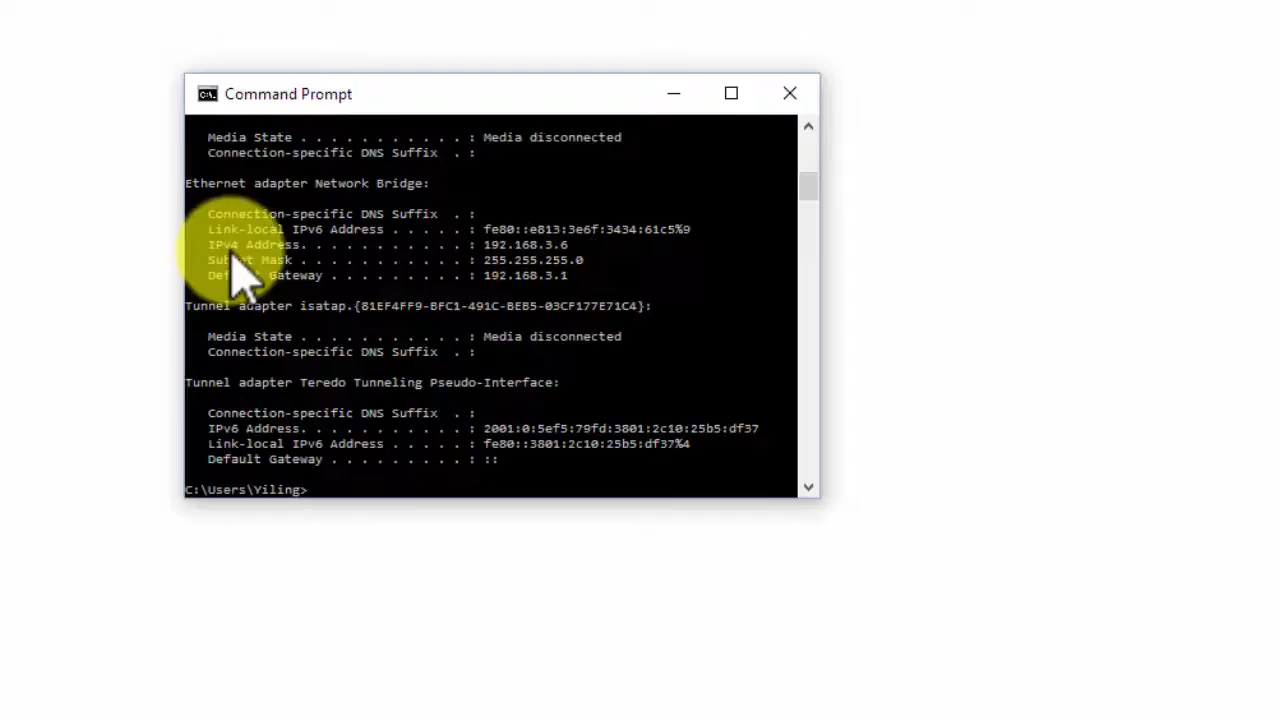 Command Prompt
Media State . . . . . . . . . . . : Media disconnected
Connection-specific DNS Suffix  . :
Ethernet adapter Network Bridge:
Connection-specific DNS Suffix  . :
Link-local IPv6 Address . . . . . : fe80::e813:3e6f:3434:61c5%9
IPv4 Address. . . . . . . . . . . : 192.168.3.6
Subnet Mask . . . . . . . . . . . : 255.255.255.0
Default Gateway . . . . . . . . . : 192.168.3.1
Tunnel adapter isatap.{81EF4FF9-BFC1-491C-BEB5-03CF177E71C4}:
Media State . . . . . . . . . . . : Media disconnected
Connection-specific DNS Suffix  . :
Tunnel adapter Teredo Tunneling Pseudo-Interface:
Connection-specific DNS Suffix  . :
IPv6 Address. . . . . . . . . . . : 2001:0:5ef5:79fd:3801:2c10:25b5:df37
Link-local IPv6 Address . . . . . : fe80::3801:2c10:25b5:df37%4
Default Gateway . . . . . . . . . : ::
C:\Users\Yiling>